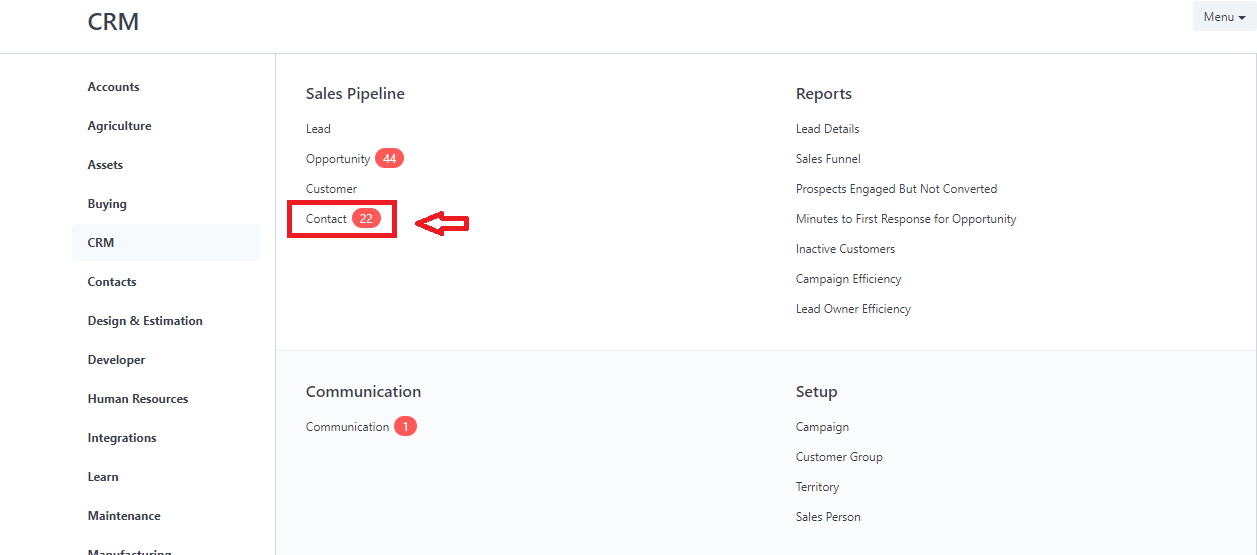 CRM
Menu
Accounts
Agriculture
Assets
Buying
CRM
Contacts
Design & Estimation
Developer
Human Resources
Integrations
Learn
Maintenance
Manufacturing
Sales Pipeline
Lead
Opportunity 44
Customer
Contact 22
Reports
Lead Details
Sales Funnel
Prospects Engaged But Not Converted
Minutes to First Response for Opportunity
Inactive Customers
Campaign Efficiency
Lead Owner Efficiency
Communication
Communication 1
Setup
Campaign
Customer Group
Territory
Sales Person